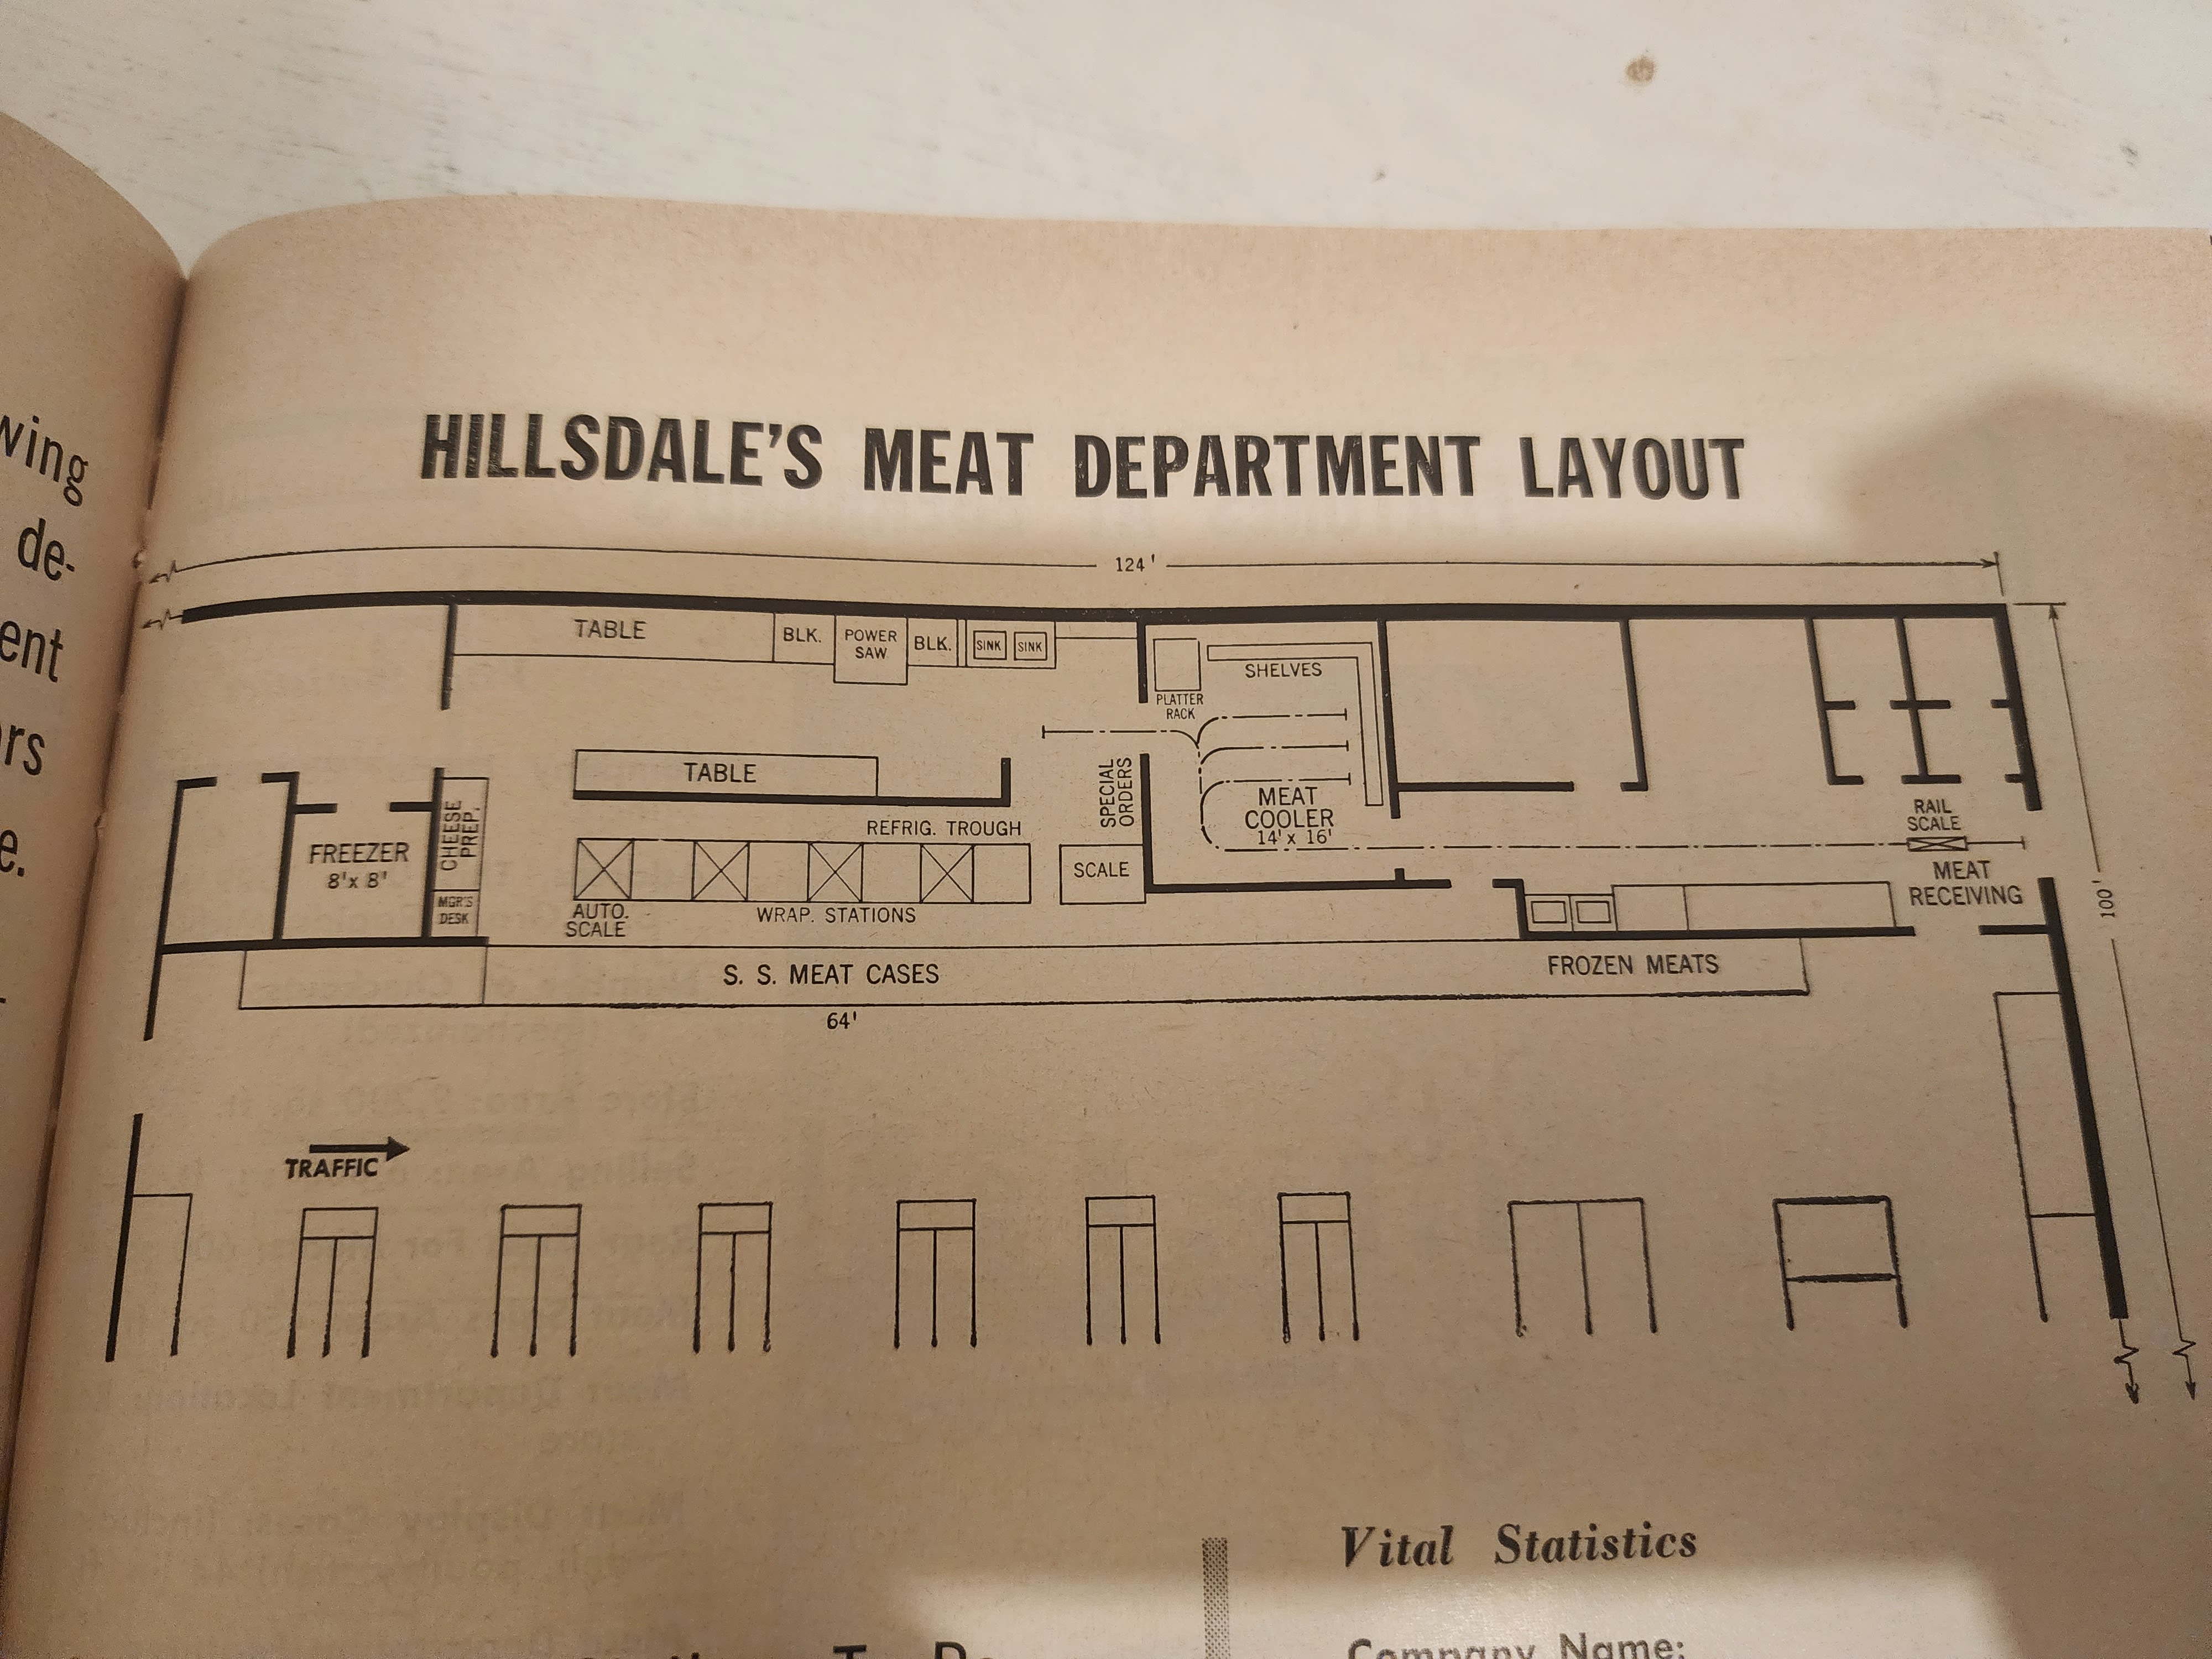 wing
de-
ent
rs
e.
HILLSDALE'S MEAT DEPARTMENT LAYOUT
124'
TABLE
BLK.
POWER
SAW
BLK.
SINK
SINK
PLATTER
RACK
SHELVES
TABLE
SPECIAL
ORDERS
MEAT
COOLER
14' x 16'
RAIL
SCALE
MEAT
RECEIVING
100'
FREEZER
8' x 8'
CHEESE
PREP.
MGR'S
DESK
REFRIG. TROUGH
SCALE
AUTO.
SCALE
WRAP. STATIONS
S. S. MEAT CASES
FROZEN MEATS
64'
TRAFFIC
Vital Statistics
Company Name: